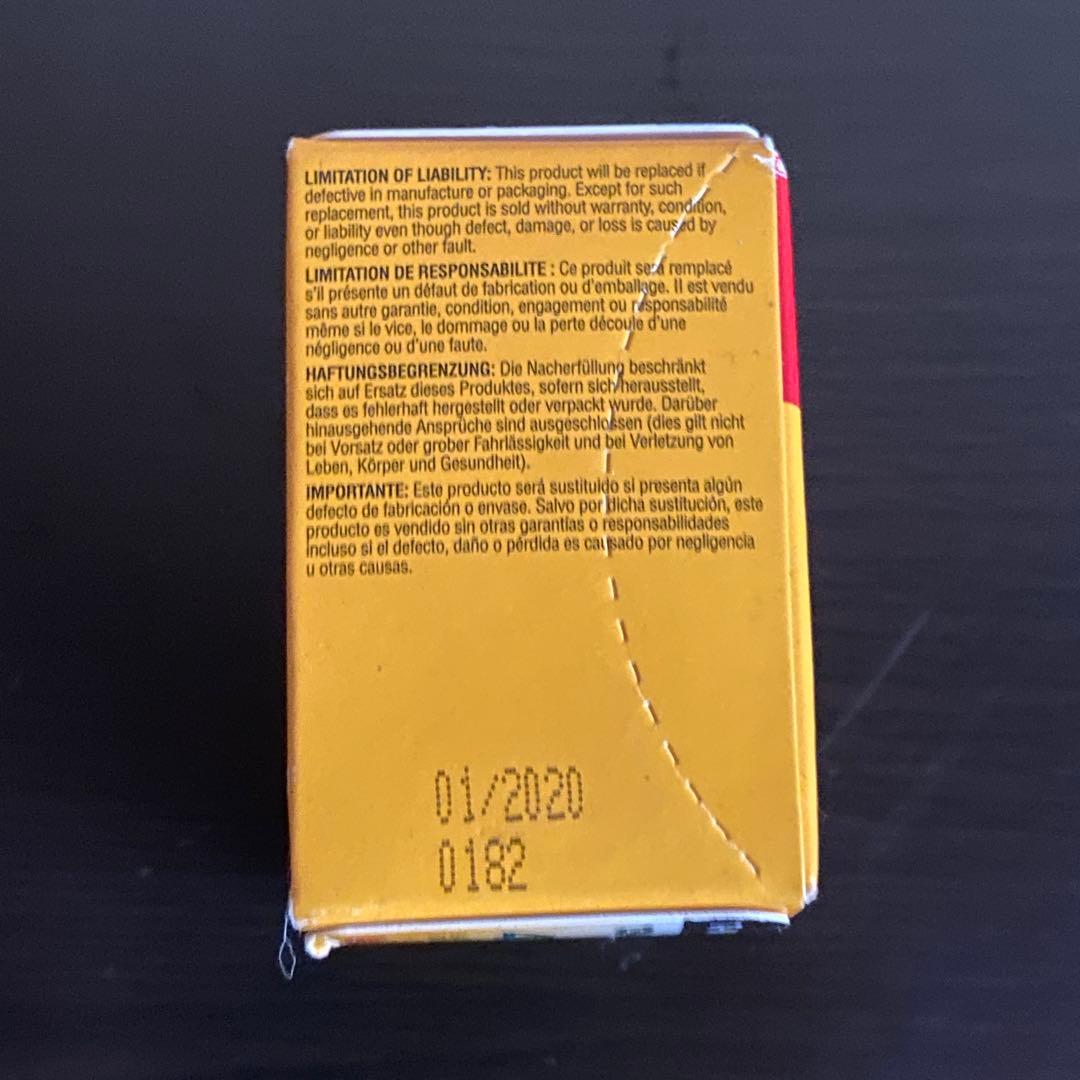 LIMITATION OF LIABILITY: This product will be replaced if
defective in manufacture or packaging. Except for such
replacement, this product is sold without warranty, condition,
or liability even though defect, damage, or loss is caused by
negligence or other fault.
LIMITATION DE RESPONSABILITE : Ce produit sera remplacé
s'il présente un défaut de fabrication ou d'emballage. Il est vendu
sans autre garantie, condition, engagement ou responsabilité
même si le vice, le dommage ou la perte découle d'une
négligence ou d'une faute.
HAFTUNGSBEGRENZUNG: Die Nacherfüllung beschränkt
sich auf Ersatz dieses Produktes, sofern sich herausstellt,
dass es fehlerhaft hergestellt oder verpackt wurde. Darüber
hinausgehende Ansprüche sind ausgeschlossen (dies gilt nicht
bei Vorsatz oder grober Fahrlässigkeit und bei Verletzung von
Leben, Körper und Gesundheit).
IMPORTANTE: Este producto será sustituido si presenta algún
defecto de fabricación o envase. Salvo por dicha sustitución, este
producto es vendido sin otras garantías o responsabilidades
incluso si el defecto, daño o pérdida es causado por negligencia
u otras causas.
01/2020
0182